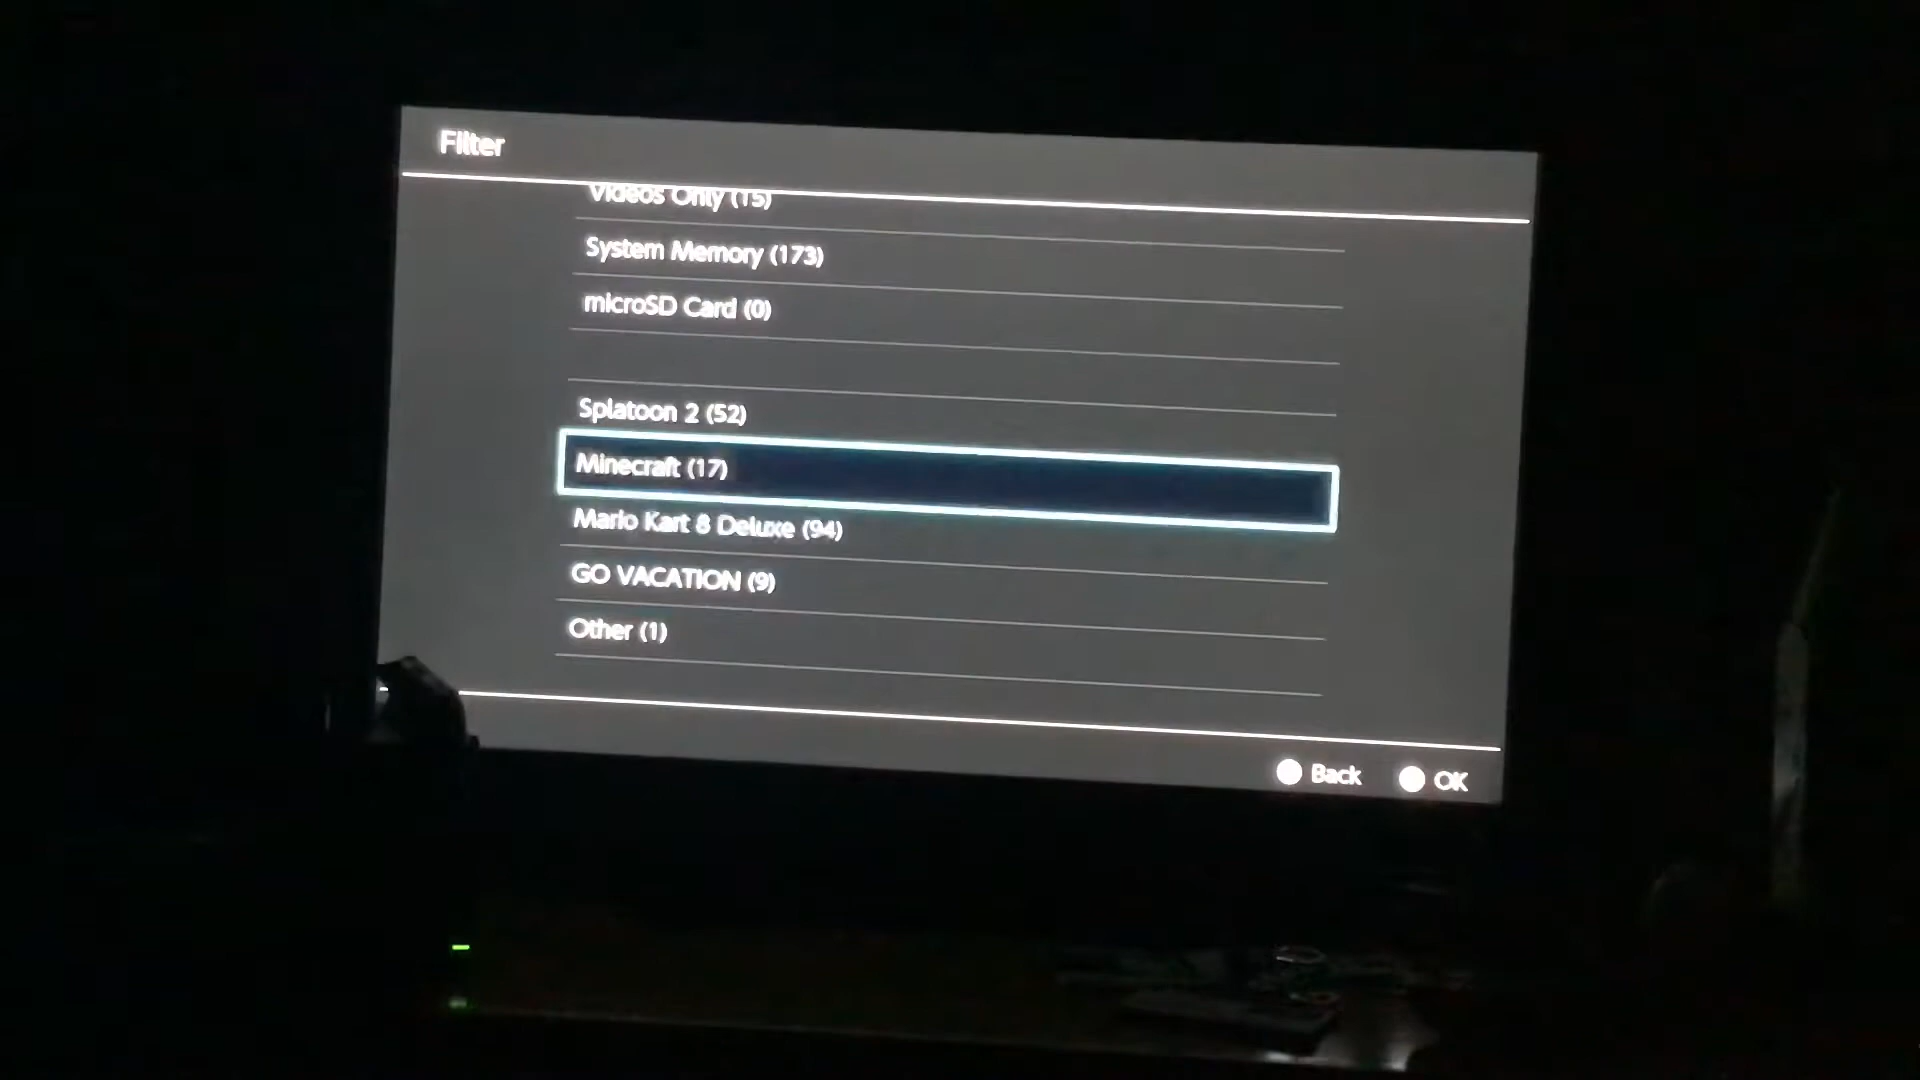 Filter
Videos Only (15)
System Memory (173)
microSD Card (0)
Splatoon 2 (52)
Minecraft (17)
Mario Kart 8 Deluxe (94)
GO VACATION (9)
Other (1)
Back
OK